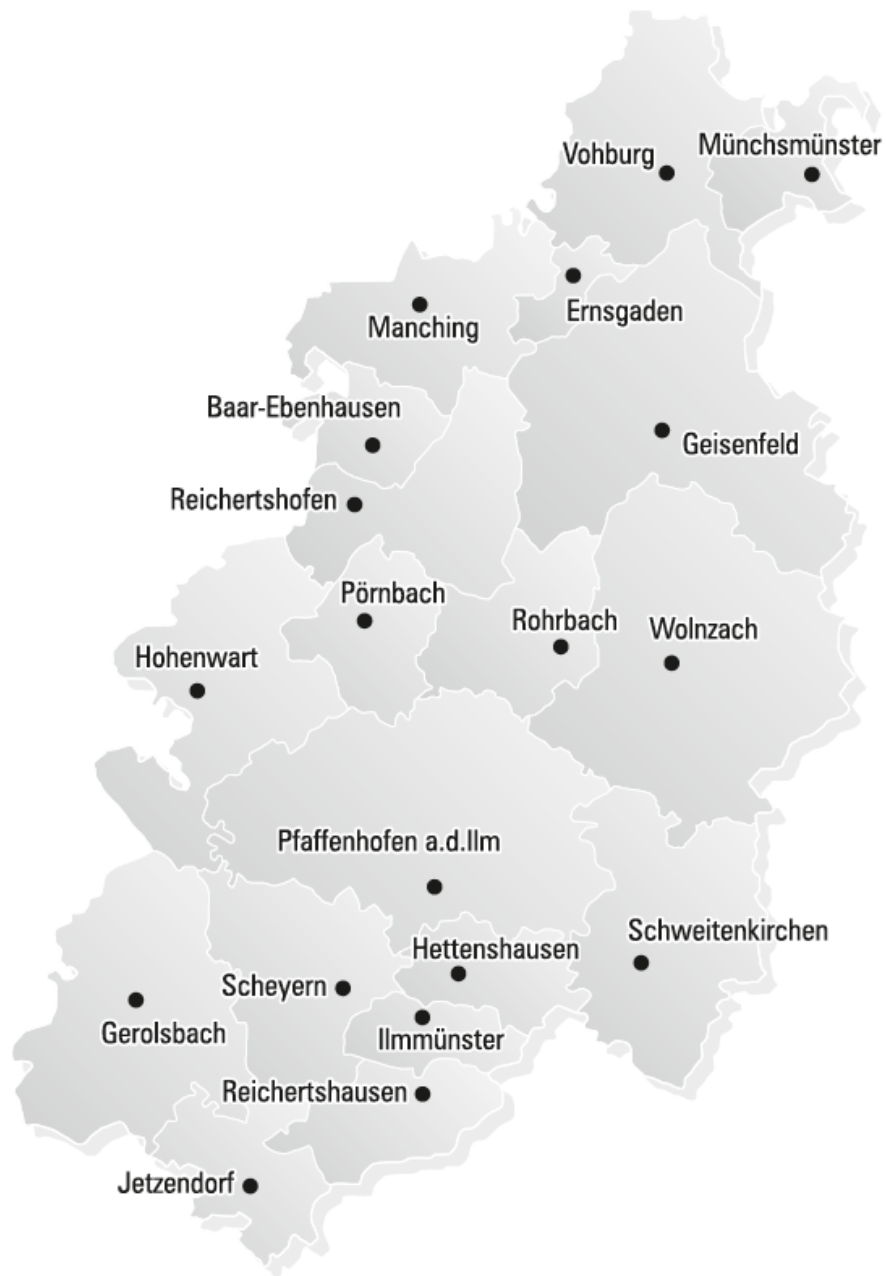 Vohburg
Münchsmünster
Ernsgaden
Manching
Baar-Ebenhausen
Geisenfeld
Reichertshofen
Pörnbach
Rohrbach
Wolnzach
Hohenwart
Pfaffenhofen a.d.Ilm
Schweitenkirchen
Hettenshausen
Scheyern
Gerolsbach
Ilmmünster
Reichertshausen
Jetzendorf